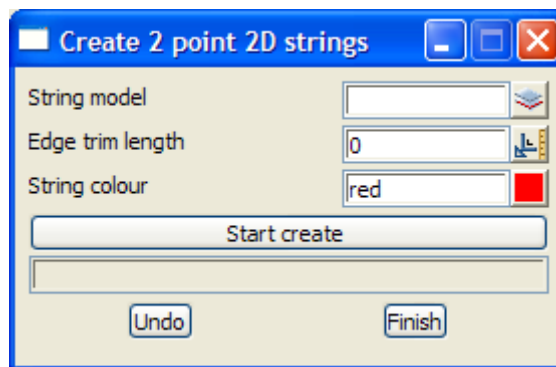 Create 2 point 2D strings
String model
Edge trim length 0
String colour red
Start create
Undo Finish